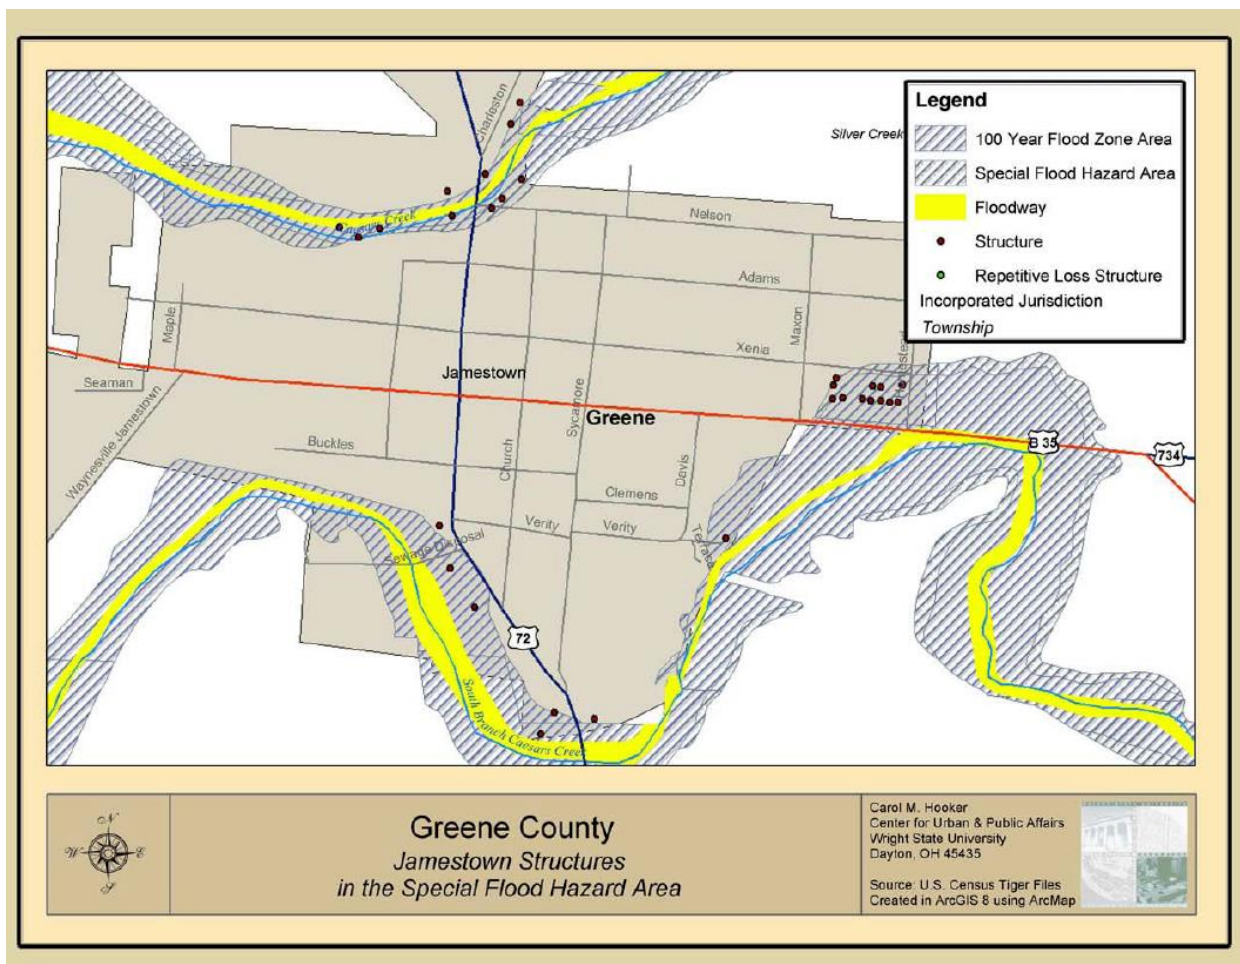 Legend
100 Year Flood Zone Area
Special Flood Hazard Area
Floodway
Structure
Repetitive Loss Structure
Incorporated Jurisdiction
Township
Silver Creek
Charleston
Caesars Creek
Nelson
Adams
Maple
Maxon
Xenia
Jamestown
Seaman
Greene
Sycamore
Waynesville Jamestown
Buckles
Church
Davis
B 35
734
Clemens
Verity
Verity
Terrace
Sewage Disposal
72
South Branch Caesars Creek
N
W
E
S
Greene County
Jamestown Structures
in the Special Flood Hazard Area
Carol M. Hooker
Center for Urban & Public Affairs
Wright State University
Dayton, OH 45435
Source: U.S. Census Tiger Files
Created in ArcGIS 8 using ArcMap